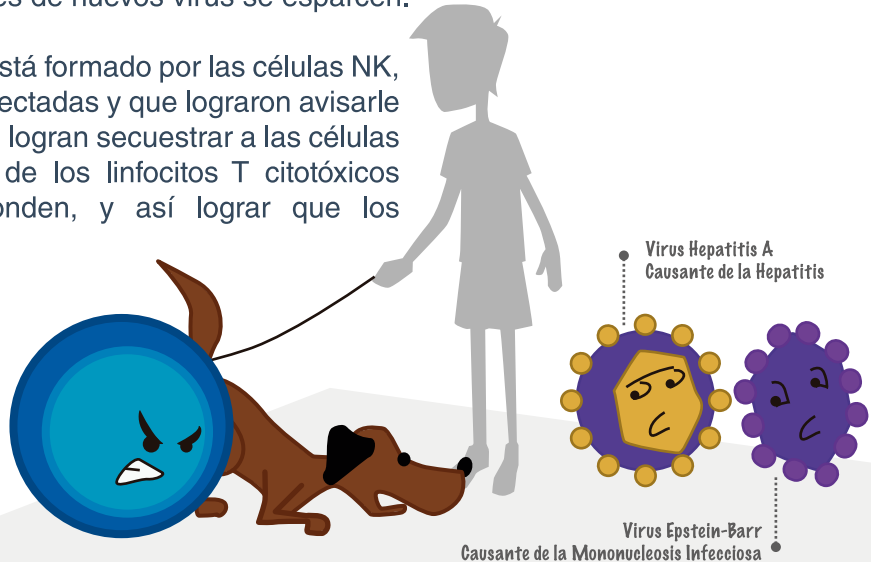 es de nuevos virus se esparcen.
stá formado por las células NK,
ectadas y que lograron avisarle
logran secuestrar a las células
de los linfocitos T citotóxicos
onden, y así lograr que los
Virus Hepatitis A
Causante de la Hepatitis
Virus Epstein-Barr
Causante de la Mononucleosis Infecciosa